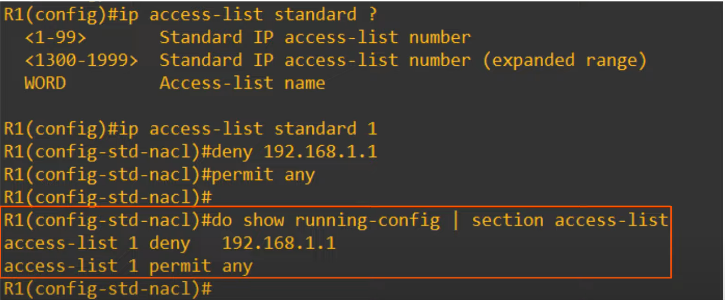 R1(config)#ip access-list standard ?
<1-99> Standard IP access-list number
<1300-1999> Standard IP access-list number (expanded range)
WORD Access-list name
R1(config)#ip access-list standard 1
R1(config-std-nacl)#deny 192.168.1.1
R1(config-std-nacl)#permit any
R1(config-std-nacl)#
R1(config-std-nacl)#do show running-config | section access-list
access-list 1 deny 192.168.1.1
access-list 1 permit any
R1(config-std-nacl)#